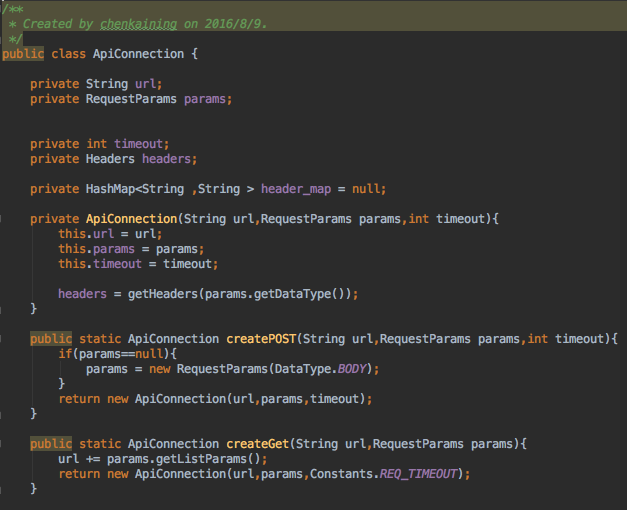 /**
 * Created by chenkaining on 2016/8/9.
 */
public class ApiConnection {
private String url;
private RequestParams params;
private int timeout;
private Headers headers;
private HashMap<String ,String > header_map = null;
private ApiConnection(String url,RequestParams params,int timeout){
this.url = url;
this.params = params;
this.timeout = timeout;
headers = getHeaders(params.getDataType());
}
public static ApiConnection createPOST(String url,RequestParams params,int timeout){
if(params==null){
params = new RequestParams(DataType.BODY);
}
return new ApiConnection(url,params,timeout);
}
public static ApiConnection createGet(String url,RequestParams params){
url += params.getListParams();
return new ApiConnection(url,params,Constants.REQ_TIMEOUT);
}